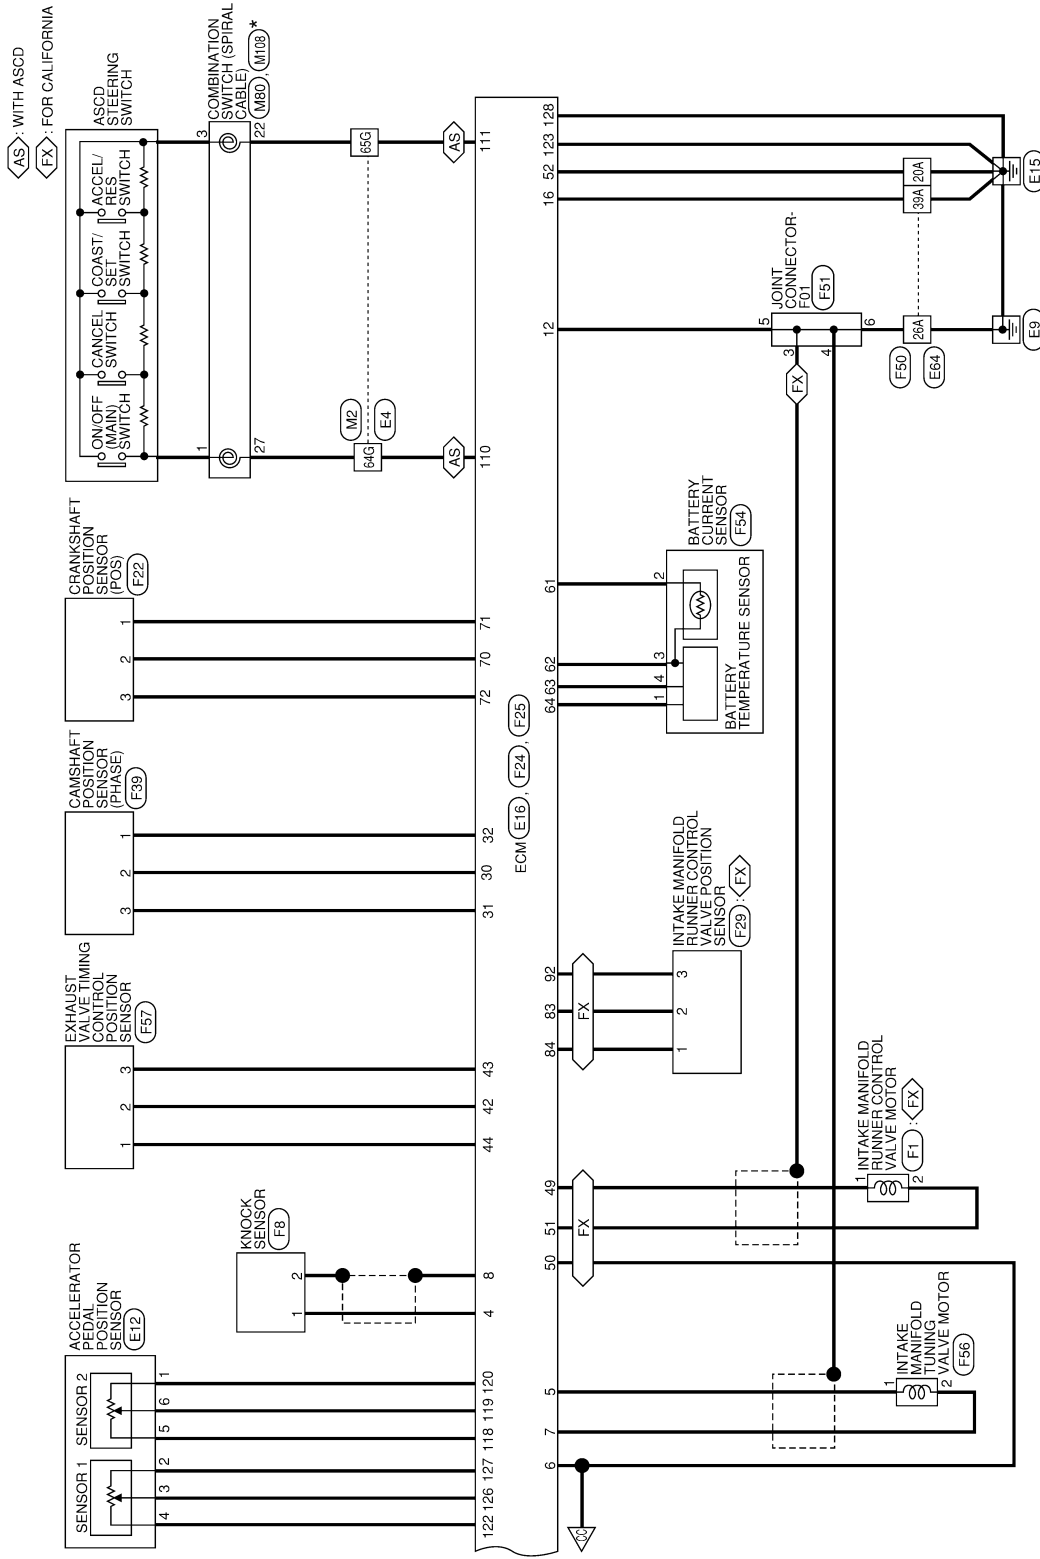 AS : WITH ASCD
FX : FOR CALIFORNIA
ACCELERATOR
PEDAL
POSITION
SENSOR
E12
SENSOR 1
SENSOR 2
4
3
2
5
6
1
122
126
127
118
119
120
KNOCK
SENSOR
F8
1
2
4
8
EXHAUST
VALVE TIMING
CONTROL
POSITION
SENSOR
F57
1
2
3
44
42
43
CAMSHAFT
POSITION
SENSOR
(PHASE)
F39
3
2
1
31
30
32
CRANKSHAFT
POSITION
SENSOR
(POS)
F22
3
2
1
72
70
71
ASCD
STEERING
SWITCH
ON/OFF
(MAIN)
SWITCH
CANCEL
SWITCH
COAST/
SET
SWITCH
ACCEL/
RES
SWITCH
COMBINATION
SWITCH (SPIRAL
CABLE)
M80 , M108 *
1
3
27
22
M2
E4
64G
65G
AS
AS
110
111
ECM E16 , F24 , F25
6
7
5
50
51
49
84
83
92
64
63
62
61
12
16
52
123
128
CC
FX
FX
INTAKE
MANIFOLD
TUNING
VALVE MOTOR
F56
1
2
INTAKE MANIFOLD
RUNNER CONTROL
VALVE MOTOR
F1 : FX
1
2
INTAKE MANIFOLD
RUNNER CONTROL
VALVE POSITION
SENSOR
F29 : FX
1
2
3
BATTERY
CURRENT
SENSOR
F54
1
4
3
2
BATTERY
TEMPERATURE SENSOR
JOINT
CONNECTOR-
F01
F51
5
3
4
6
FX
F50
E64
26A
39A
20A
E9
E15